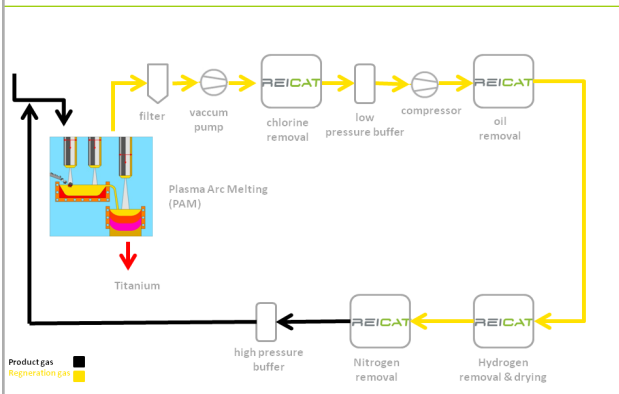 filter
vaccum
pump
REICAT
chlorine
removal
low
pressure buffer
compressor
REICAT
oil
removal
Plasma Arc Melting
(PAM)
Titanium
high pressure
buffer
REICAT
Nitrogen
removal
REICAT
Hydrogen
removal & drying
Product gas
Regneration gas